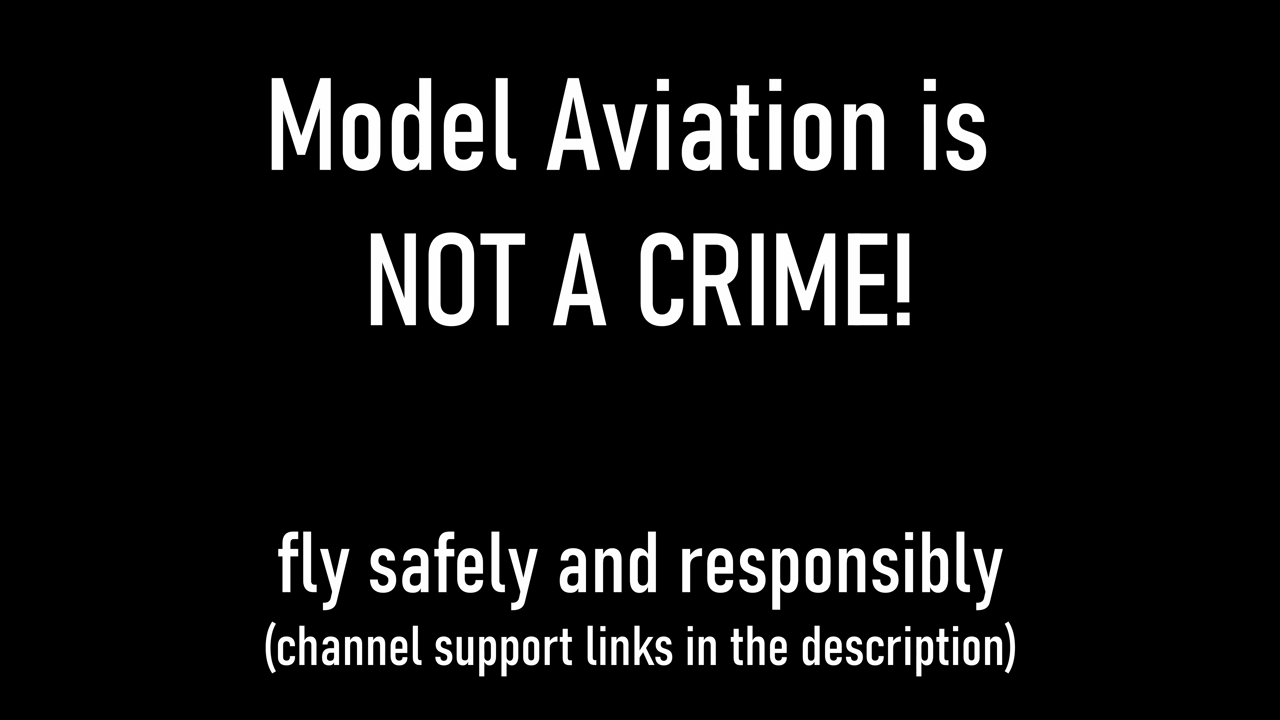 Model Aviation is
NOT A CRIME!
fly safely and responsibly
(channel support links in the description)